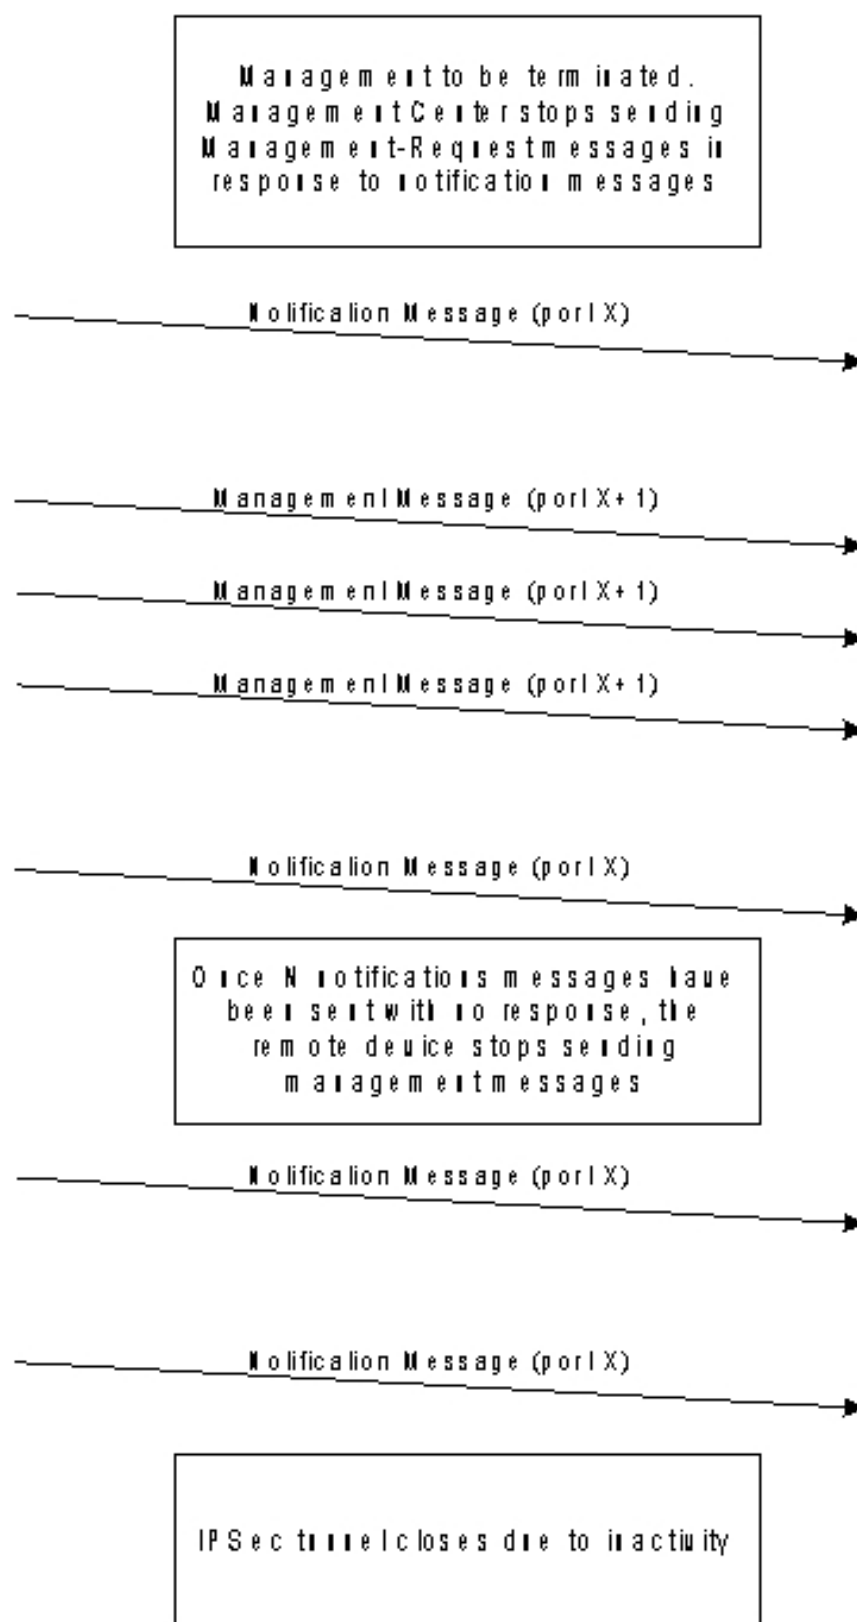 Management to be terminated.
Management Center stops sending
Management-Request messages in
response to notification messages
Notification Message (port X)
Management Message (port X+1)
Management Message (port X+1)
Management Message (port X+1)
Notification Message (port X)
Once N notifications messages have
been sent with no response, the
remote device stops sending
management messages
Notification Message (port X)
Notification Message (port X)
IPSec tunnel closes due to inactivity